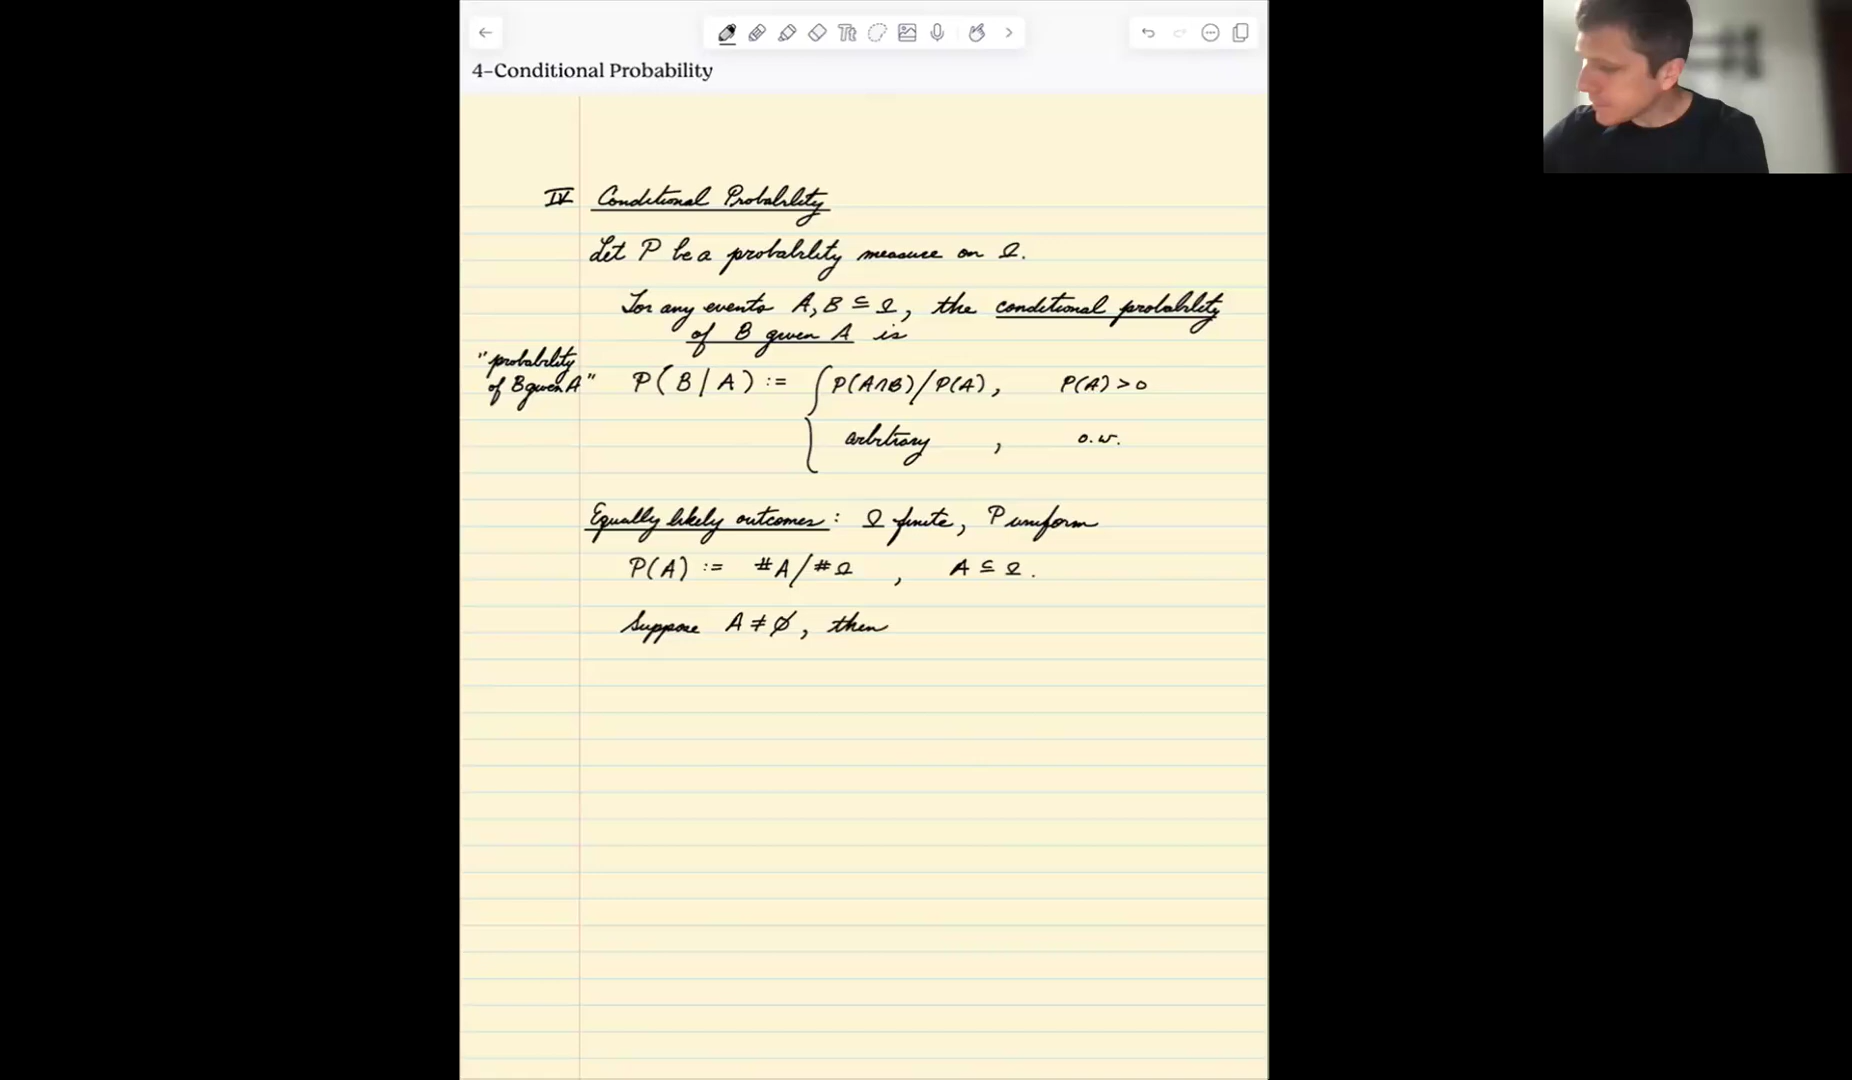 4-Conditional Probability
IV Conditional Probability
Let P be a probability measure on Ω.
For any events A, B ⊆ Ω, the conditional probability
of B given A is
"probability
of B given A"
P(B | A) := { P(A∩B)/P(A), P(A) > 0
arbitrary , o.w.
Equally likely outcomes: Ω finite, P uniform
P(A) := #A/#Ω , A ⊆ Ω.
Suppose A ≠ ∅, then